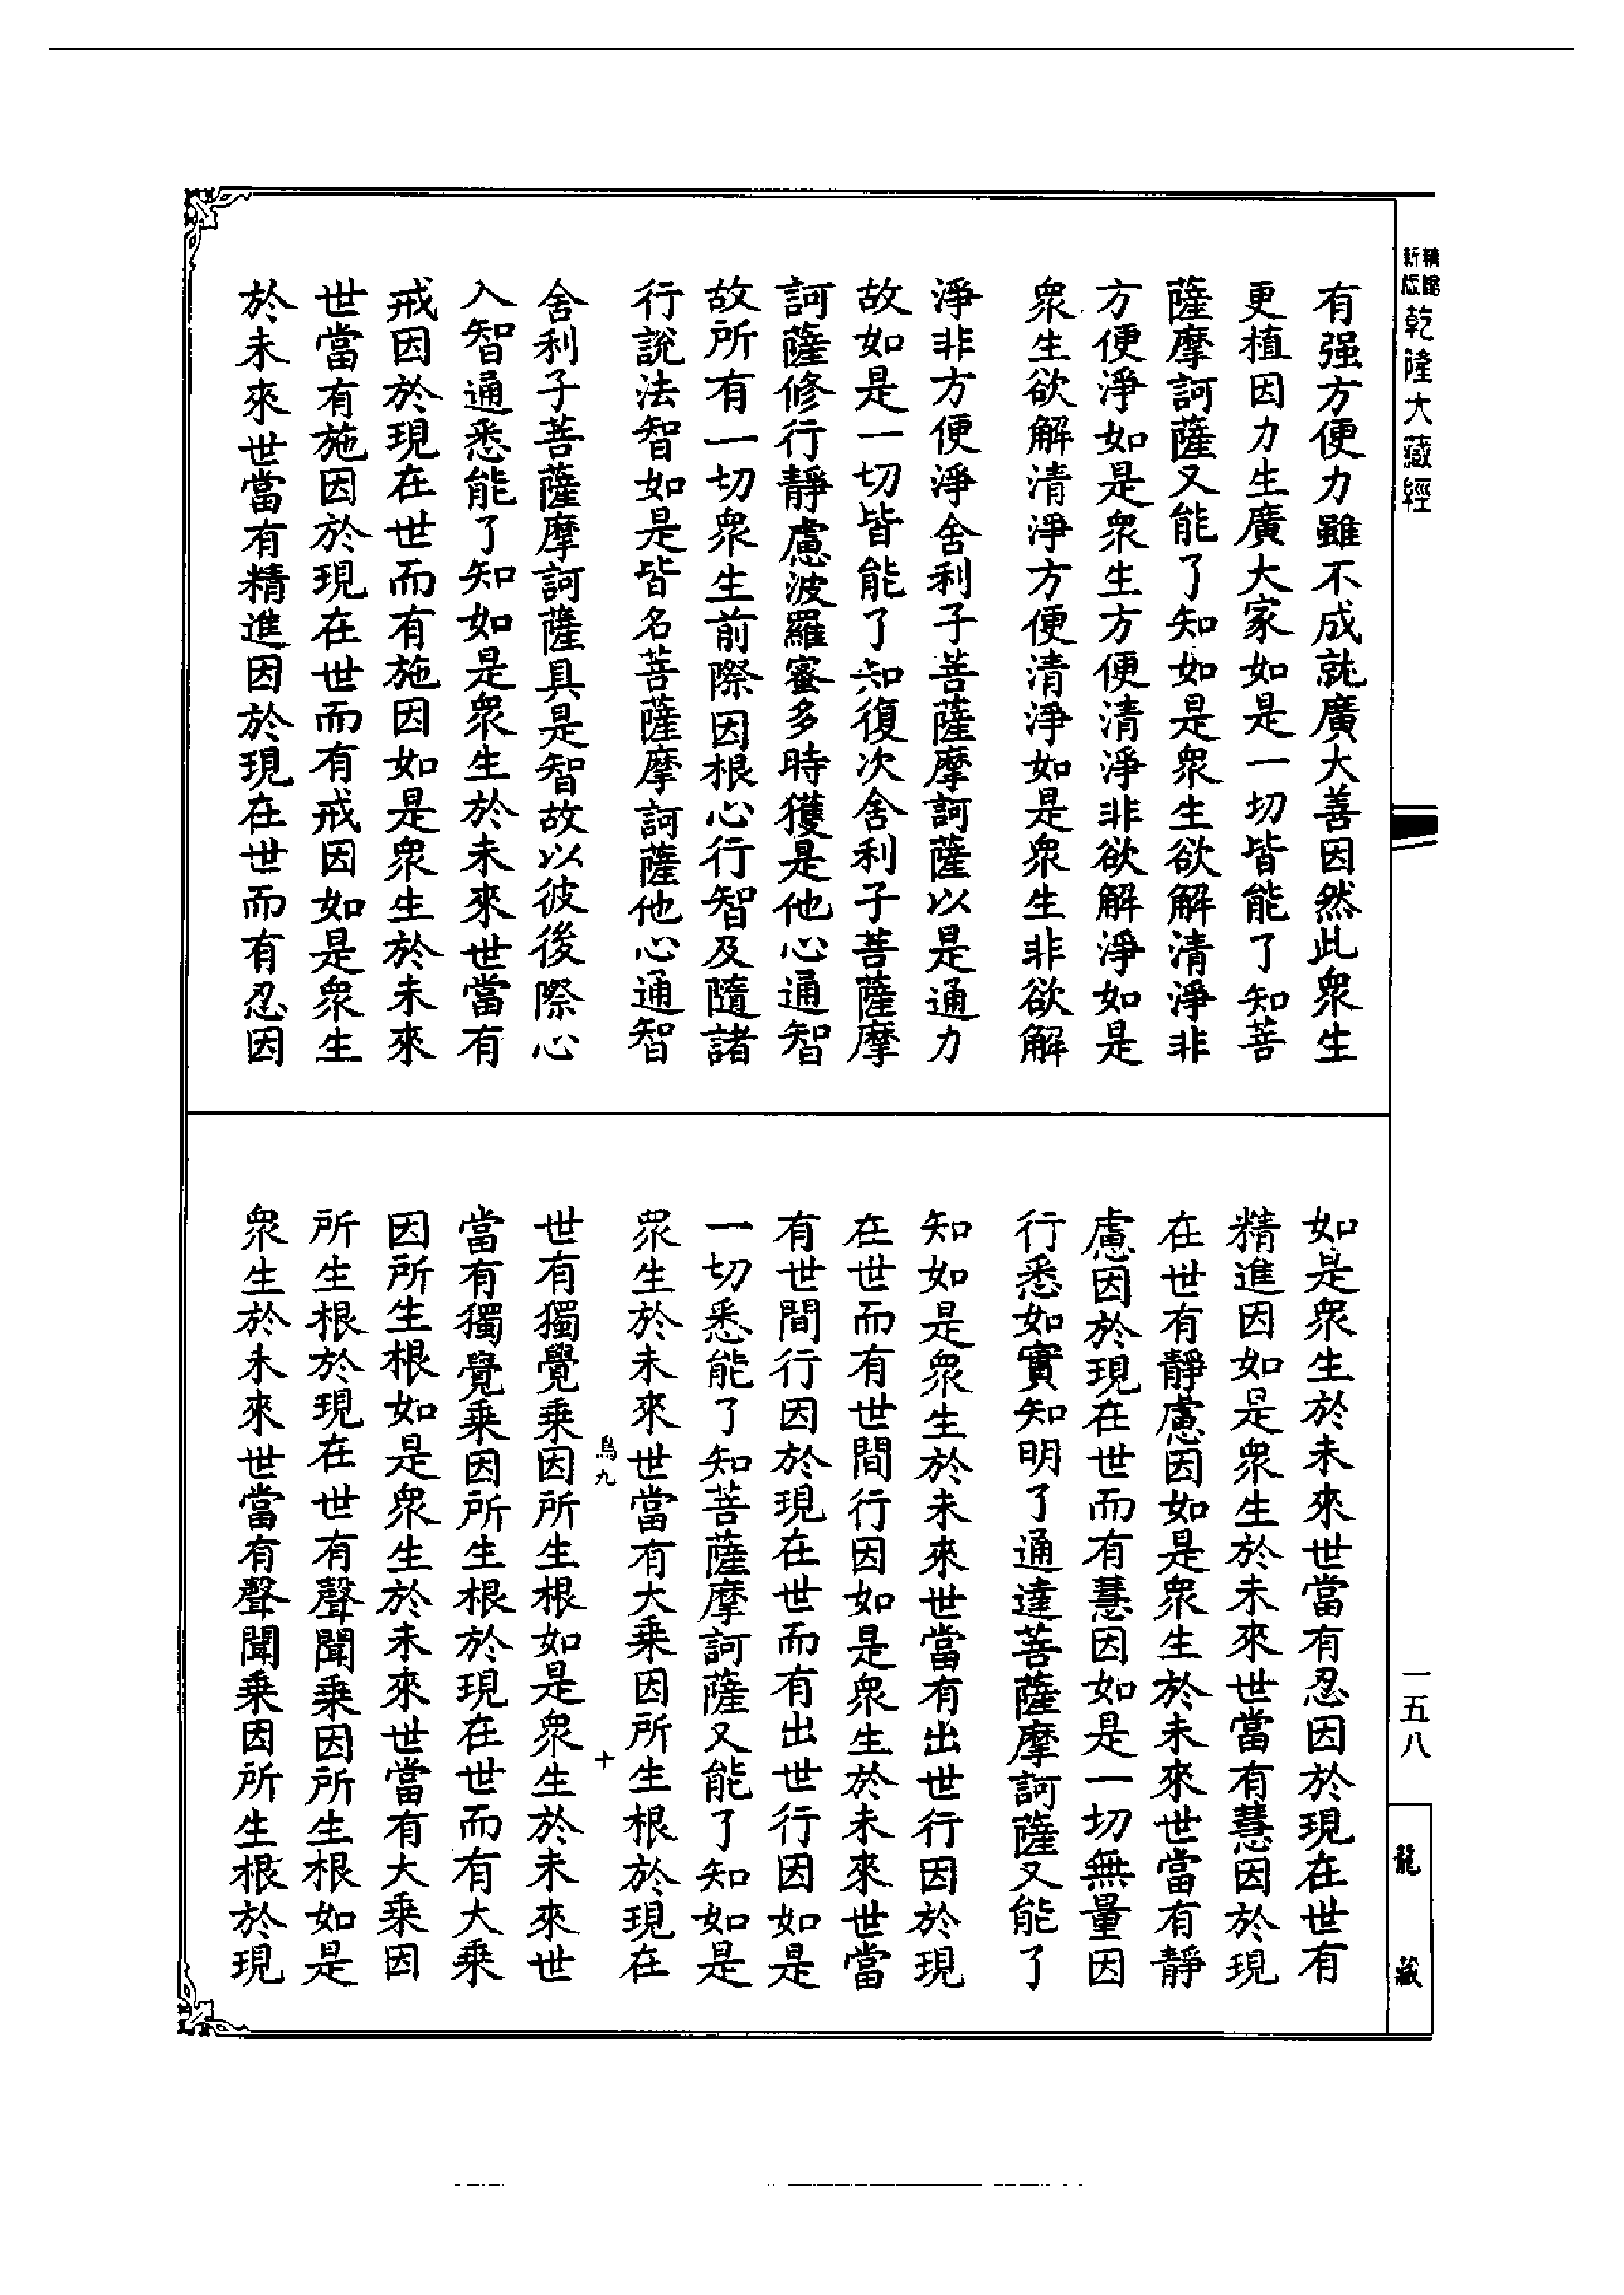 乾隆大藏經
有强方便力雖不成就廣大善因然此衆生
更植因力生廣大家如是一切皆能了知菩
薩摩訶薩又能了知如是衆生欲解清淨非
方便淨如是衆生方便清淨非欲解淨如是
衆生欲解清淨方便清淨如是衆生非欲解
淨非方便淨舍利子菩薩摩訶薩以是通力
故如是一切皆能了知復次舍利子菩薩摩
訶薩修行靜慮波羅蜜多時獲是他心通智
故所有一切衆生前際因根心行智及隨諸
行說法智如是皆名菩薩摩訶薩他心通智
舍利子菩薩摩訶薩具是智故以彼後際心
入智通悉能了知如是衆生於未來世當有
戒因於現在世而有施因如是衆生於未來
世當有施因於現在世而有戒因如是衆生
於未來世當有精進因於現在世而有忍因
如是衆生於未來世當有忍因於現在世有
精進因如是衆生於未來世當有慧因於現
在世有靜慮因如是衆生於未來世當有靜
慮因於現在世而有慧因如是一切無量因
行悉如實知明了通達菩薩摩訶薩又能了
知如是衆生於未來世當有出世行因於現
在世而有世間行因如是衆生於未來世當
有世間行因於現在世而有出世行因如是
一切悉能了知菩薩摩訶薩又能了知如是
衆生於未來世當有大乘因所生根於現在
鳥九
十
世有獨覺乘因所生根如是衆生於未來世
當有獨覺乘因所生根於現在世而有大乘
因所生根如是衆生於未來世當有大乘因
所生根於現在世有聲聞乘因所生根如是
衆生於未來世當有聲聞乘因所生根於現
一五八
龍藏